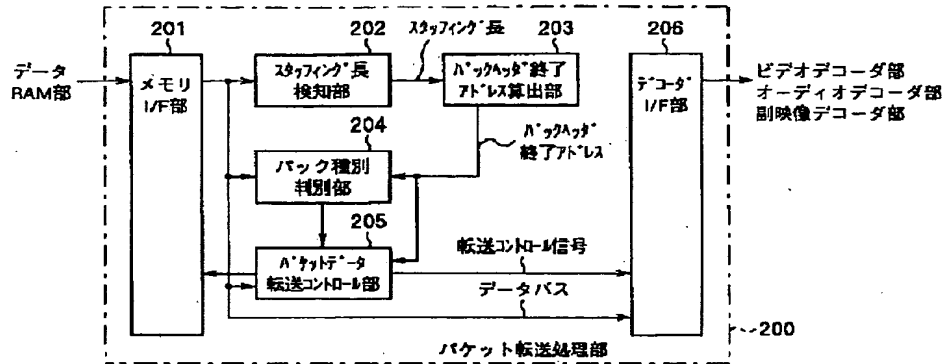 201
202
スタッフィング長
203
206
データ
RAM部
メモリ
I/F部
スタッフィング長
検知部
パックヘッダ終了
アドレス算出部
デコーダ
I/F部
ビデオデコーダ部
オーディオデコーダ部
副映像デコーダ部
204
パックヘッダ
終了アドレス
パック種別
判別部
205
パケットデータ
転送コントロール部
転送コントロール信号
データバス
200
パケット転送処理部